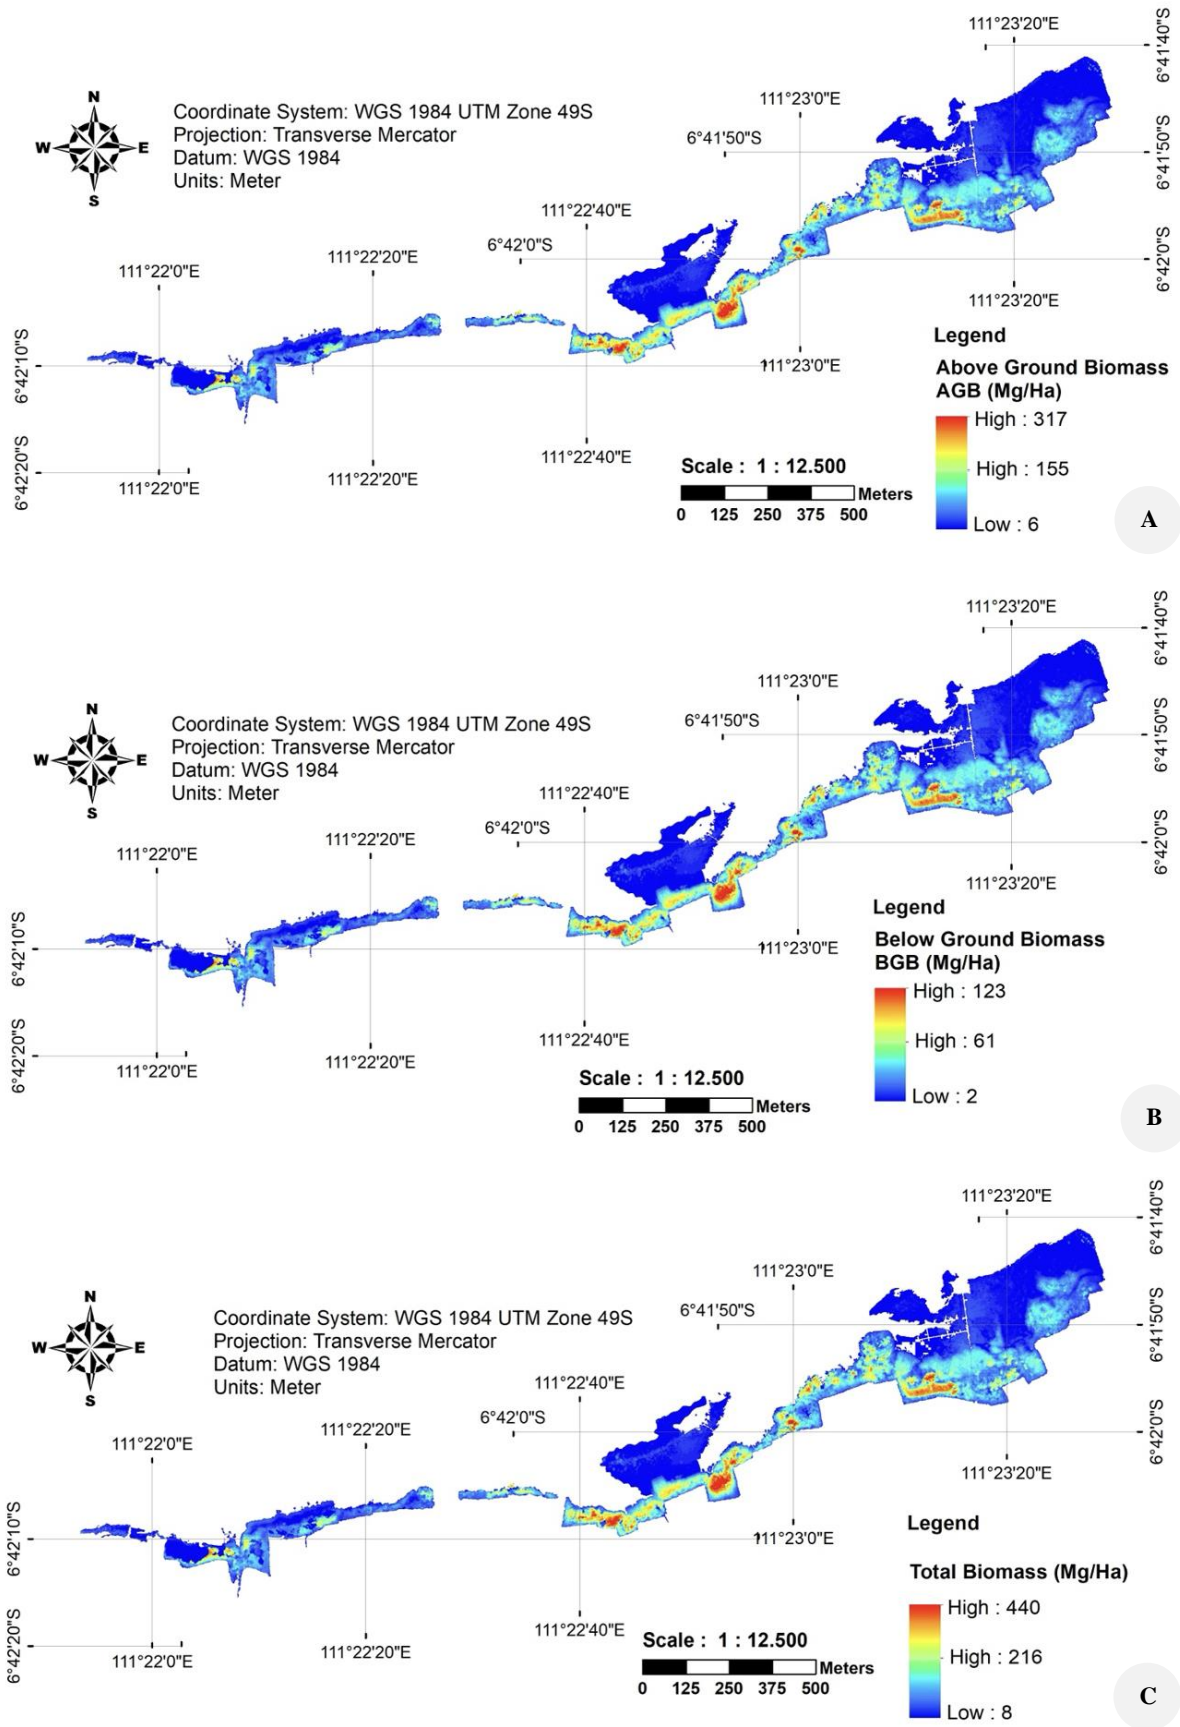 111°23'20"E
6°41'40"S
N
W E
S
Coordinate System: WGS 1984 UTM Zone 49S
Projection: Transverse Mercator
Datum: WGS 1984
Units: Meter
111°23'0"E
6°41'50"S
6°41'50"S
111°22'40"E
6°42'0"S
6°42'0"S
111°22'20"E
111°22'0"E
111°23'20"E
6°42'10"S
111°23'0"E
Legend
Above Ground Biomass
AGB (Mg/Ha)
High : 317
High : 155
Low : 6
111°22'40"E
6°42'20"S
111°22'20"E
111°22'0"E
Scale : 1 : 12.500
Meters
0 125 250 375 500
A
111°23'20"E
6°41'40"S
N
W E
S
Coordinate System: WGS 1984 UTM Zone 49S
Projection: Transverse Mercator
Datum: WGS 1984
Units: Meter
111°23'0"E
6°41'50"S
6°41'50"S
111°22'40"E
6°42'0"S
6°42'0"S
111°22'20"E
111°22'0"E
111°23'20"E
6°42'10"S
111°23'0"E
Legend
Below Ground Biomass
BGB (Mg/Ha)
High : 123
High : 61
Low : 2
111°22'40"E
6°42'20"S
111°22'20"E
111°22'0"E
Scale : 1 : 12.500
Meters
0 125 250 375 500
B
111°23'20"E
6°41'40"S
N
W E
S
Coordinate System: WGS 1984 UTM Zone 49S
Projection: Transverse Mercator
Datum: WGS 1984
Units: Meter
111°23'0"E
6°41'50"S
6°41'50"S
111°22'40"E
6°42'0"S
6°42'0"S
111°22'20"E
111°22'0"E
111°23'20"E
6°42'10"S
111°23'0"E
Legend
Total Biomass (Mg/Ha)
High : 440
High : 216
Low : 8
111°22'40"E
6°42'20"S
111°22'20"E
111°22'0"E
Scale : 1 : 12.500
Meters
0 125 250 375 500
C